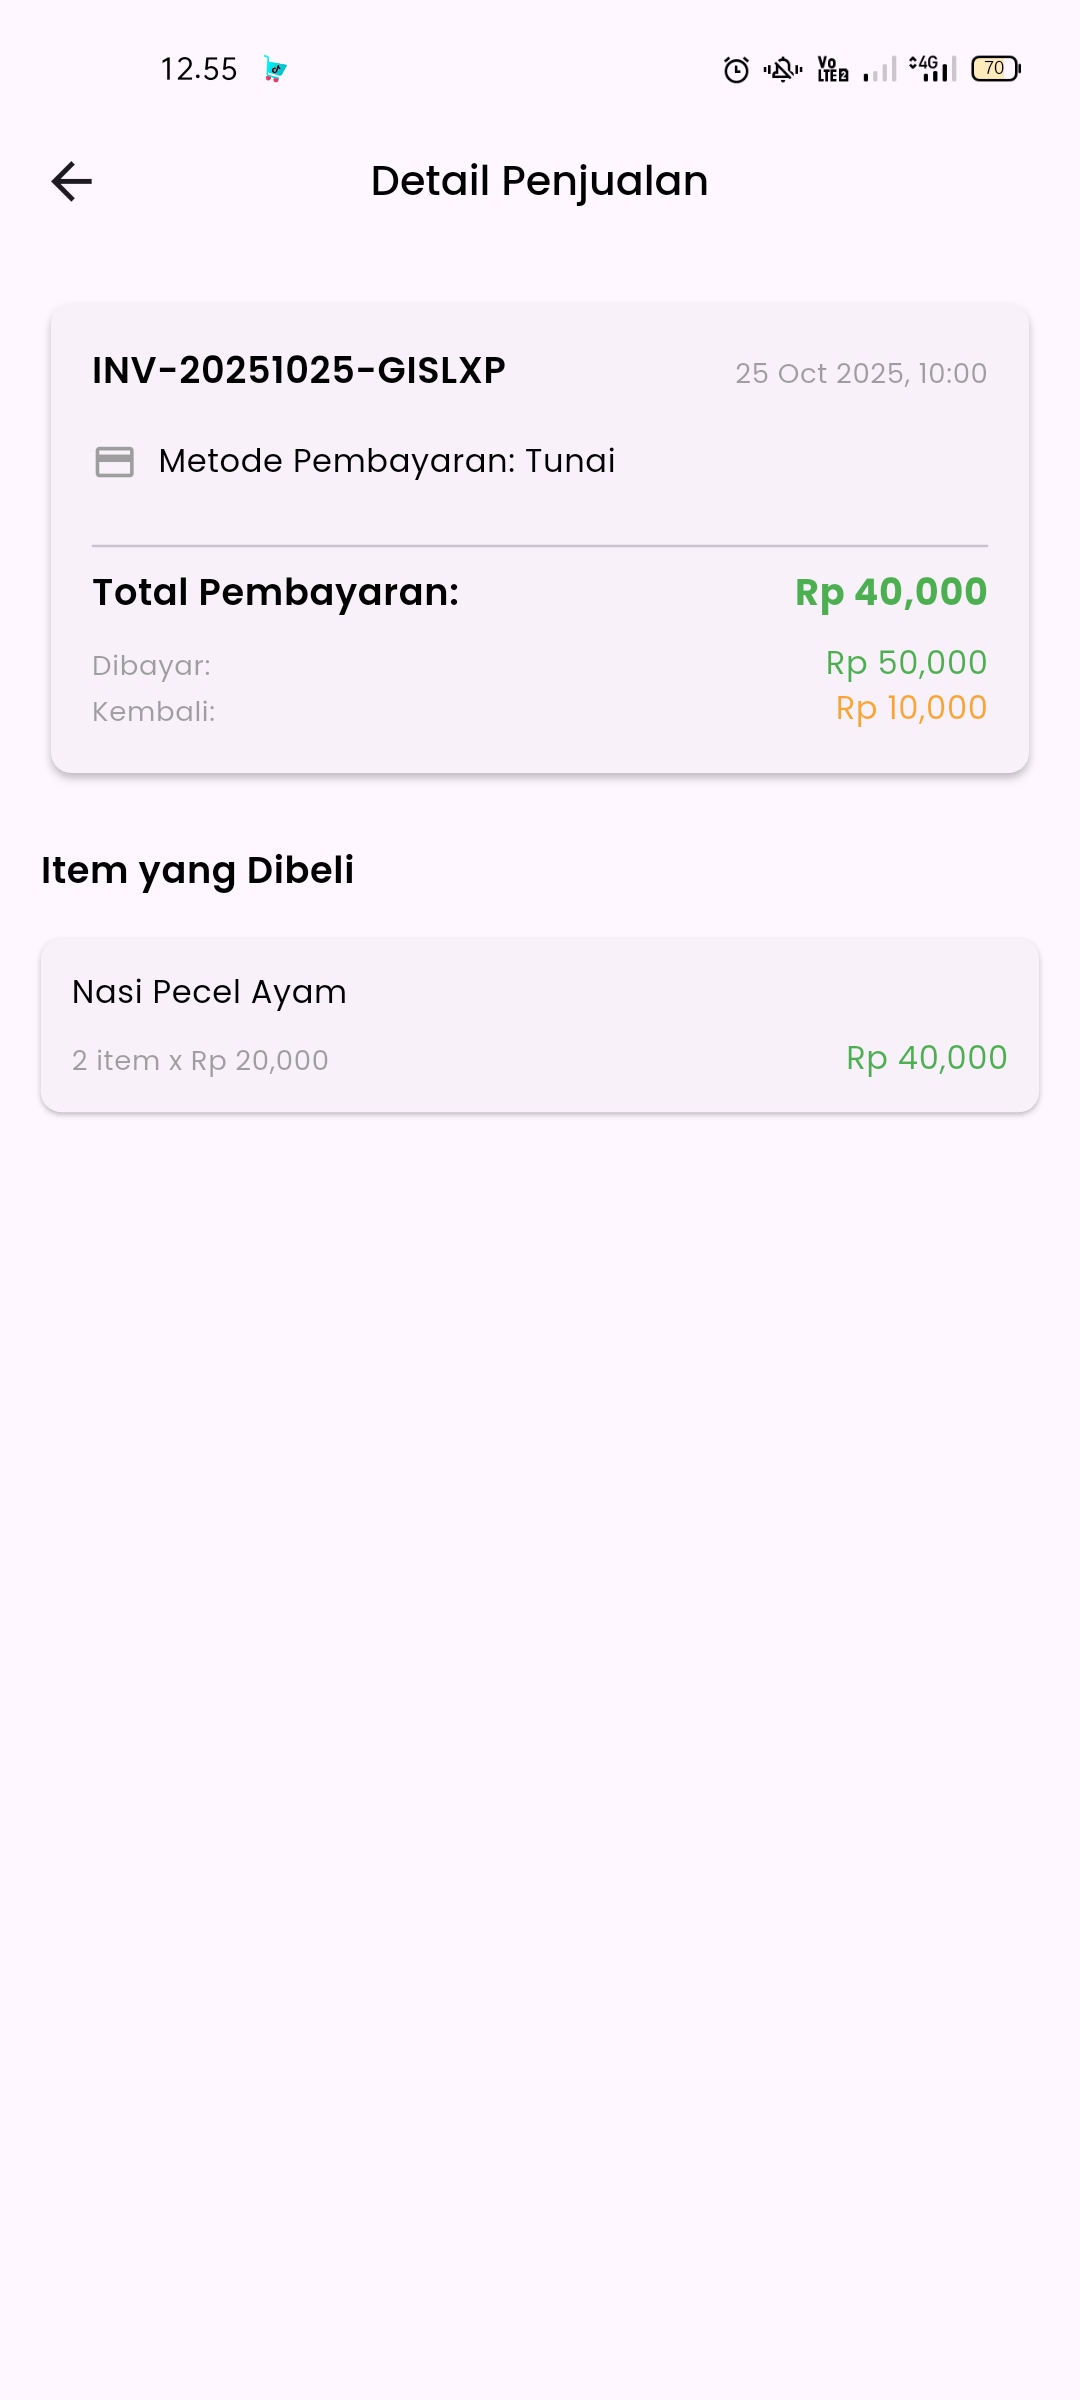 12.55
Vo LTE 2 4G 70
Detail Penjualan
INV-20251025-GISLXP 25 Oct 2025, 10:00
Metode Pembayaran: Tunai
Total Pembayaran: Rp 40,000
Dibayar: Rp 50,000
Kembali: Rp 10,000
Item yang Dibeli
Nasi Pecel Ayam
2 item x Rp 20,000 Rp 40,000